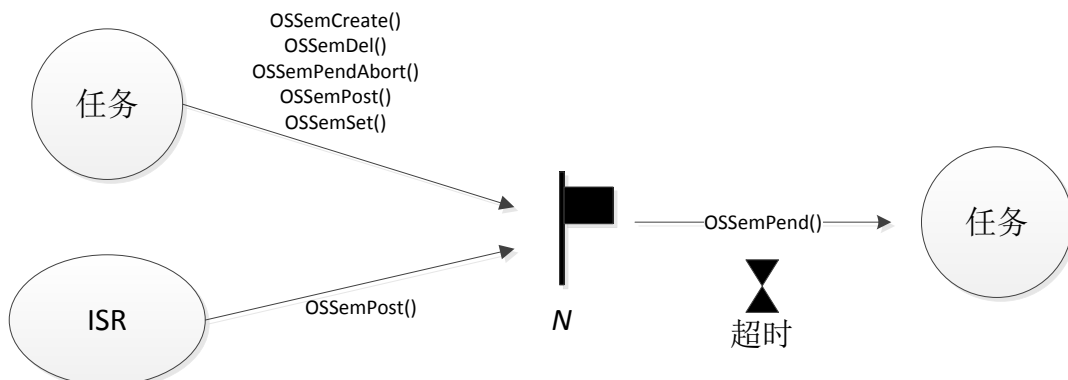 OSSemCreate()
OSSemDel()
OSSemPendAbort()
OSSemPost()
OSSemSet()
任务
OSSemPend()
任务
ISR
OSSemPost()
N
超时